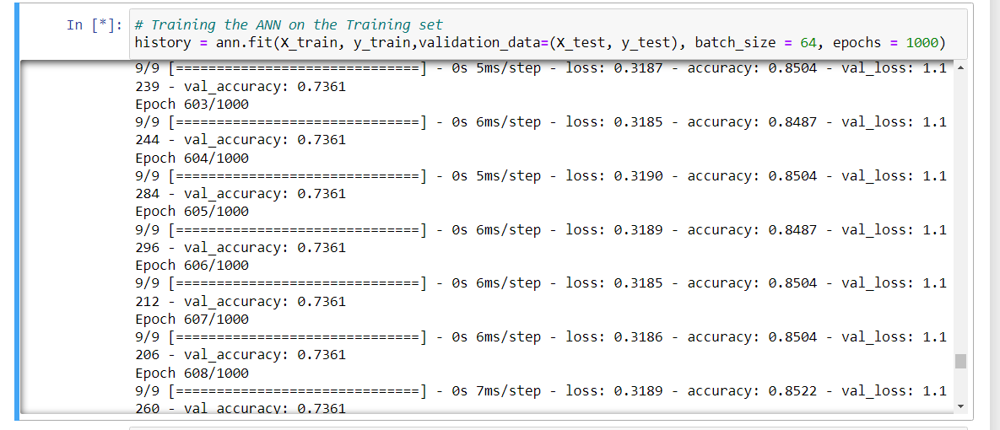 In [*]: # Training the ANN on the Training set
history = ann.fit(X_train, y_train,validation_data=(X_test, y_test), batch_size = 64, epochs = 1000)
9/9 [==============================] - 0s 5ms/step - loss: 0.3187 - accuracy: 0.8504 - val_loss: 1.1
239 - val_accuracy: 0.7361
Epoch 603/1000
9/9 [==============================] - 0s 6ms/step - loss: 0.3185 - accuracy: 0.8487 - val_loss: 1.1
244 - val_accuracy: 0.7361
Epoch 604/1000
9/9 [==============================] - 0s 5ms/step - loss: 0.3190 - accuracy: 0.8504 - val_loss: 1.1
284 - val_accuracy: 0.7361
Epoch 605/1000
9/9 [==============================] - 0s 6ms/step - loss: 0.3189 - accuracy: 0.8487 - val_loss: 1.1
296 - val_accuracy: 0.7361
Epoch 606/1000
9/9 [==============================] - 0s 6ms/step - loss: 0.3185 - accuracy: 0.8504 - val_loss: 1.1
212 - val_accuracy: 0.7361
Epoch 607/1000
9/9 [==============================] - 0s 6ms/step - loss: 0.3186 - accuracy: 0.8504 - val_loss: 1.1
206 - val_accuracy: 0.7361
Epoch 608/1000
9/9 [==============================] - 0s 7ms/step - loss: 0.3189 - accuracy: 0.8522 - val_loss: 1.1
260 - val_accuracy: 0.7361